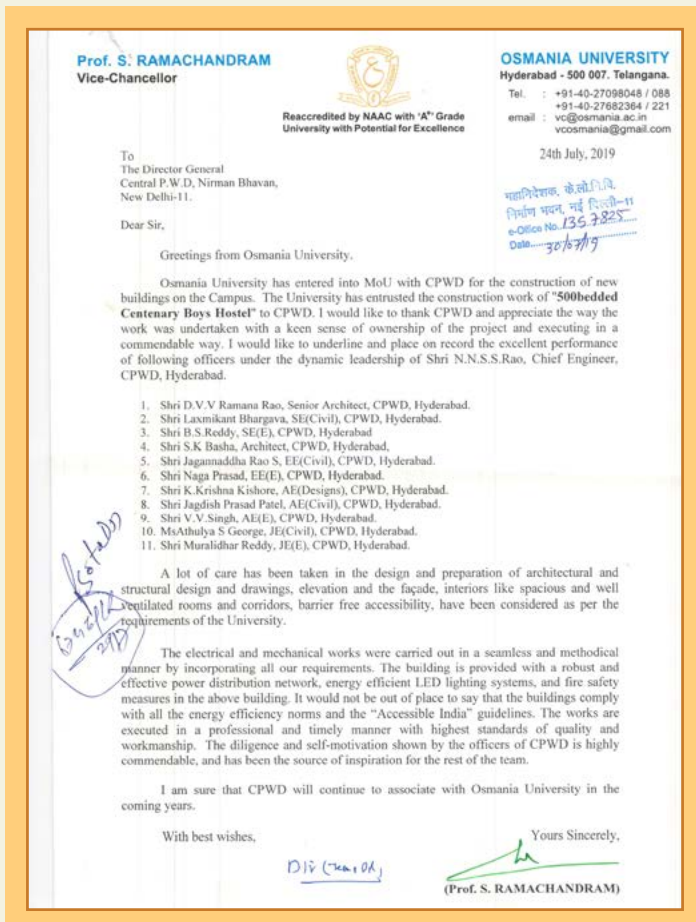 Prof. S. RAMACHANDRAM
Vice-Chancellor
Reaccredited by NAAC with 'A+' Grade
University with Potential for Excellence
OSMANIA UNIVERSITY
Hyderabad - 500 007. Telangana.
Tel. : +91-40-27098048 / 088
+91-40-27682364 / 221
email : vc@osmania.ac.in
vcosmania@gmail.com
24th July, 2019
To
The Director General
Central P.W.D, Nirman Bhavan,
New Delhi-11.
महानिदेशक, के.लो.नि.वि.
निर्माण भवन, नई दिल्ली-11
e-Office No. 1357825
Date 30/07/19
Dear Sir,
Greetings from Osmania University.
Osmania University has entered into MoU with CPWD for the construction of new
buildings on the Campus. The University has entrusted the construction work of "500bedded
Centenary Boys Hostel" to CPWD. I would like to thank CPWD and appreciate the way the
work was undertaken with a keen sense of ownership of the project and executing in a
commendable way. I would like to underline and place on record the excellent performance
of following officers under the dynamic leadership of Shri N.N.S.S.Rao, Chief Engineer,
CPWD, Hyderabad.
1. Shri D.V.V Ramana Rao, Senior Architect, CPWD, Hyderabad.
2. Shri Laxmikant Bhargava, SE(Civil), CPWD, Hyderabad.
3. Shri B.S.Reddy, SE(E), CPWD, Hyderabad
4. Shri S.K Basha, Architect, CPWD, Hyderabad,
5. Shri Jagannaddha Rao S, EE(Civil), CPWD, Hyderabad.
6. Shri Naga Prasad, EE(E), CPWD, Hyderabad.
7. Shri K.Krishna Kishore, AE(Designs), CPWD, Hyderabad.
8. Shri Jagdish Prasad Patel, AE(Civil), CPWD, Hyderabad.
9. Shri V.V.Singh, AE(E), CPWD, Hyderabad.
10. MsAthulya S George, JE(Civil), CPWD, Hyderabad.
11. Shri Muralidhar Reddy, JE(E), CPWD, Hyderabad.
A lot of care has been taken in the design and preparation of architectural and
structural design and drawings, elevation and the façade, interiors like spacious and well
ventilated rooms and corridors, barrier free accessibility, have been considered as per the
requirements of the University.
The electrical and mechanical works were carried out in a seamless and methodical
manner by incorporating all our requirements. The building is provided with a robust and
effective power distribution network, energy efficient LED lighting systems, and fire safety
measures in the above building. It would not be out of place to say that the buildings comply
with all the energy efficiency norms and the "Accessible India" guidelines. The works are
executed in a professional and timely manner with highest standards of quality and
workmanship. The diligence and self-motivation shown by the officers of CPWD is highly
commendable, and has been the source of inspiration for the rest of the team.
I am sure that CPWD will continue to associate with Osmania University in the
coming years.
With best wishes,
Yours Sincerely,
(Prof. S. RAMACHANDRAM)